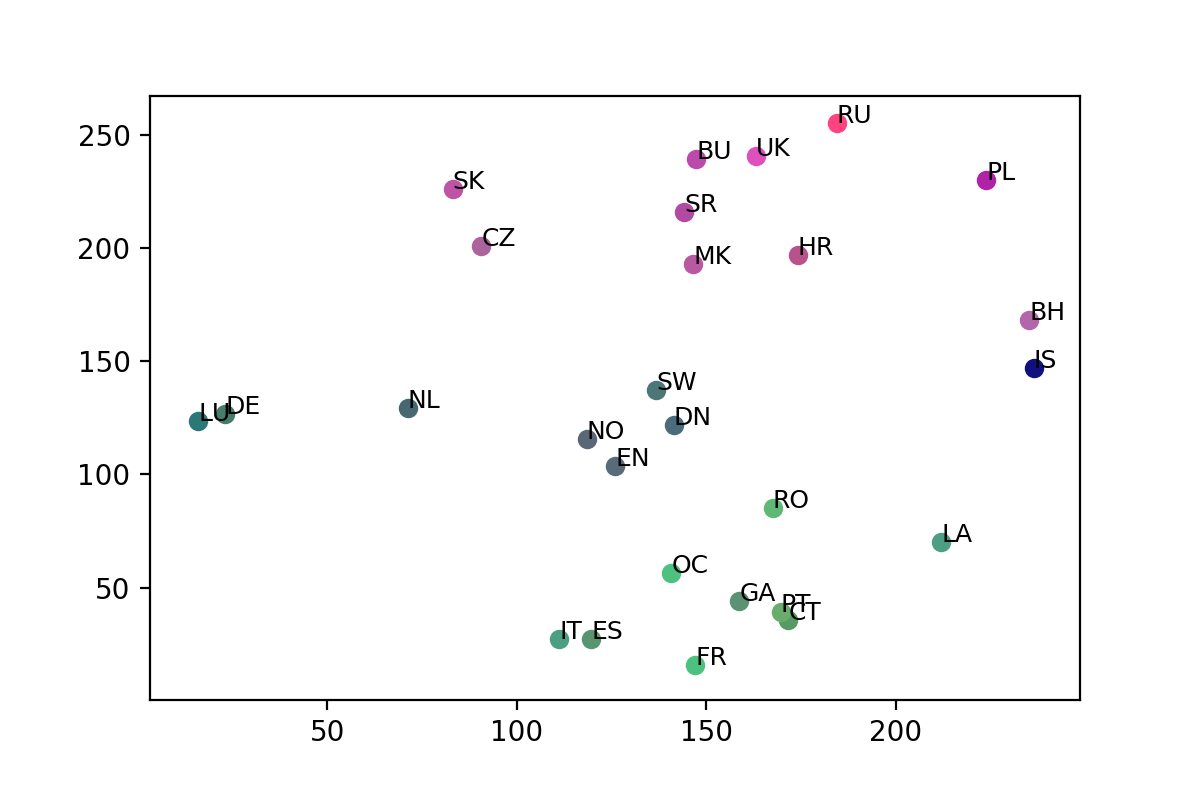 RU
250
BU UK
SK
PL
SR
CZ
HR
200
MK
BH
150
IS
SW
NL
LU DE
DN
NO
EN
100
RO
LA
OC
50
GA
PT
CT
IT ES
FR
50 100 150 200